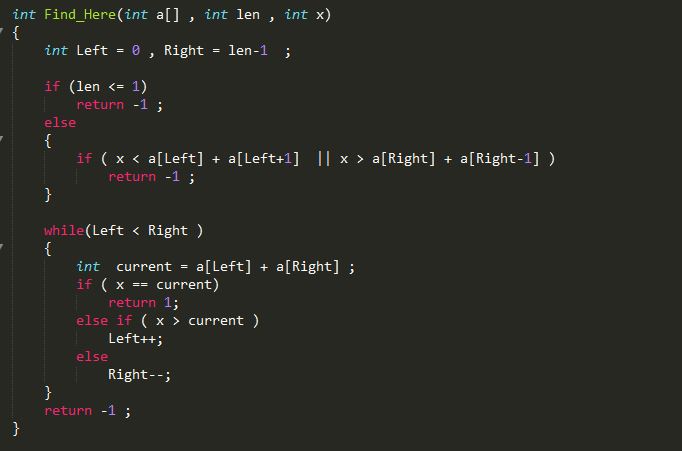 int Find_Here(int a[] , int len , int x)
{
    int Left = 0 , Right = len-1  ;

    if (len <= 1)
        return -1 ;
    else
    {
        if ( x < a[Left] + a[Left+1]  || x > a[Right] + a[Right-1] )
            return -1 ;
    }

    while(Left < Right )
    {
        int  current = a[Left] + a[Right] ;
        if ( x == current)
            return 1;
        else if ( x > current )
            Left++;
        else
            Right--;
    }
    return -1 ;
}